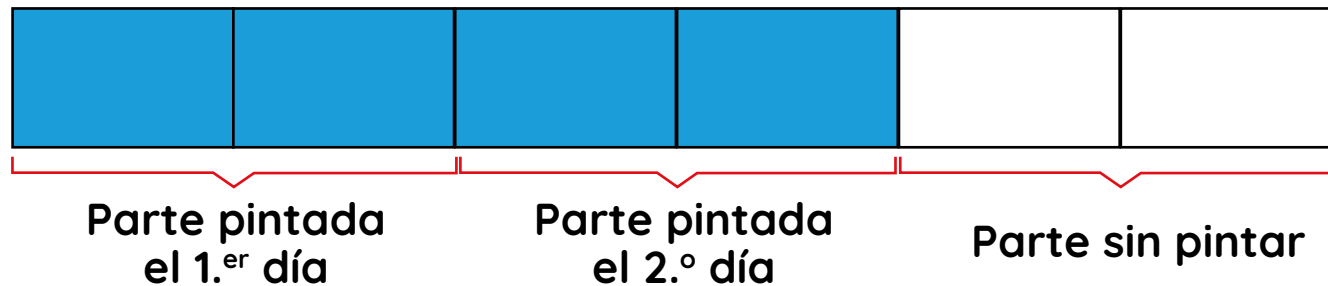 Parte pintada
el 1.er día
Parte pintada
el 2.º día
Parte sin pintar